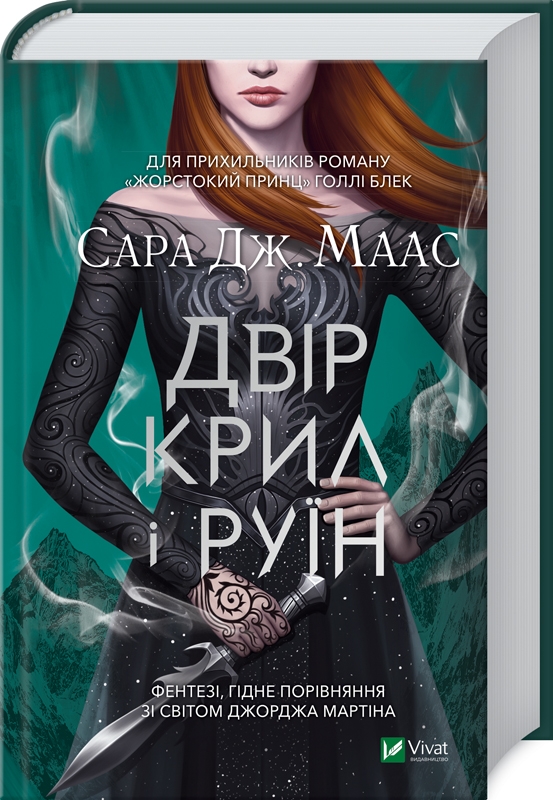 ДЛЯ ПРИХИЛЬНИКІВ РОМАНУ
«ЖОРСТОКИЙ ПРИНЦ» ГОЛЛІ БЛЕК
САРА ДЖ. МААС
ДВІР
КРИЛ
І РУЇН
ФЕНТЕЗІ, ГІДНЕ ПОРІВНЯННЯ
ЗІ СВІТОМ ДЖОРДЖА МАРТІНА
Vivat
ВИДАВНИЦТВО